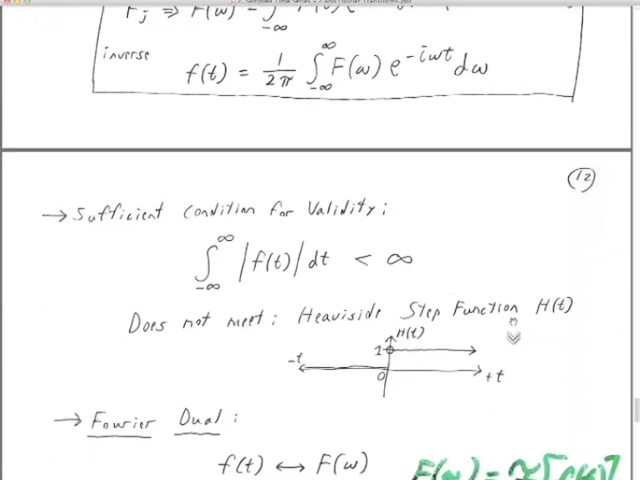 F_j ⇒ F(ω) = ∫_{-∞}
inverse
f(t) = 1/2π ∫_{-∞}^{∞} F(ω) e^{-iωt} dω
12
→ Sufficient Condition for Validity:
∫_{-∞}^{∞} |f(t)| dt < ∞
Does not meet: Heaviside Step Function H(t)
H(t)
1
-t
0
+t
→ Fourier Dual:
f(t) ↔ F(ω)
F(ω) =